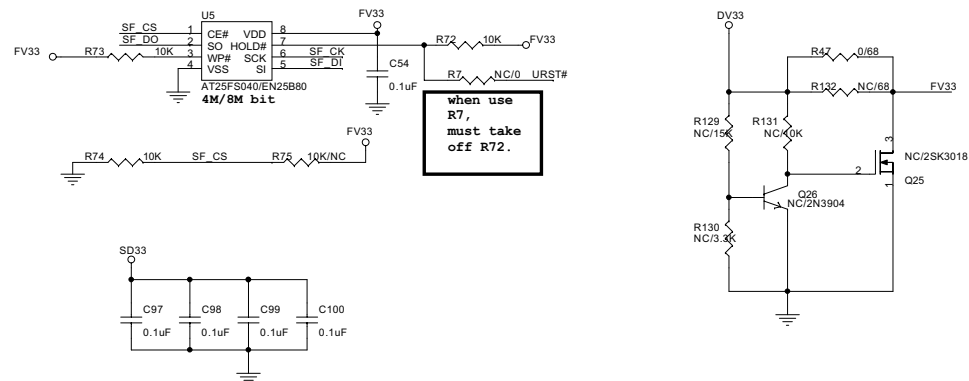 U5
SF_CS 1 CE# VDD 8 FV33
SF_DO 2 SO HOLD# 7 R72 10K FV33
FV33 R73 10K 3 WP# SCK 6 SF_CK
4 VSS SI 5 SF_DI
C54
0.1uF
R7 NC/0 URST#
AT25FS040/EN25B80
4M/8M bit
when use
R7,
must take
off R72.
FV33
R74 10K SF_CS R75 10K/NC
SD33
C97 C98 C99 C100
0.1uF 0.1uF 0.1uF 0.1uF
DV33
R47 0/68
R132 NC/68 FV33
R129
NC/15K
R131
NC/10K
3
NC/2SK3018
2
Q25
1
Q26
NC/2N3904
R130
NC/3.3K